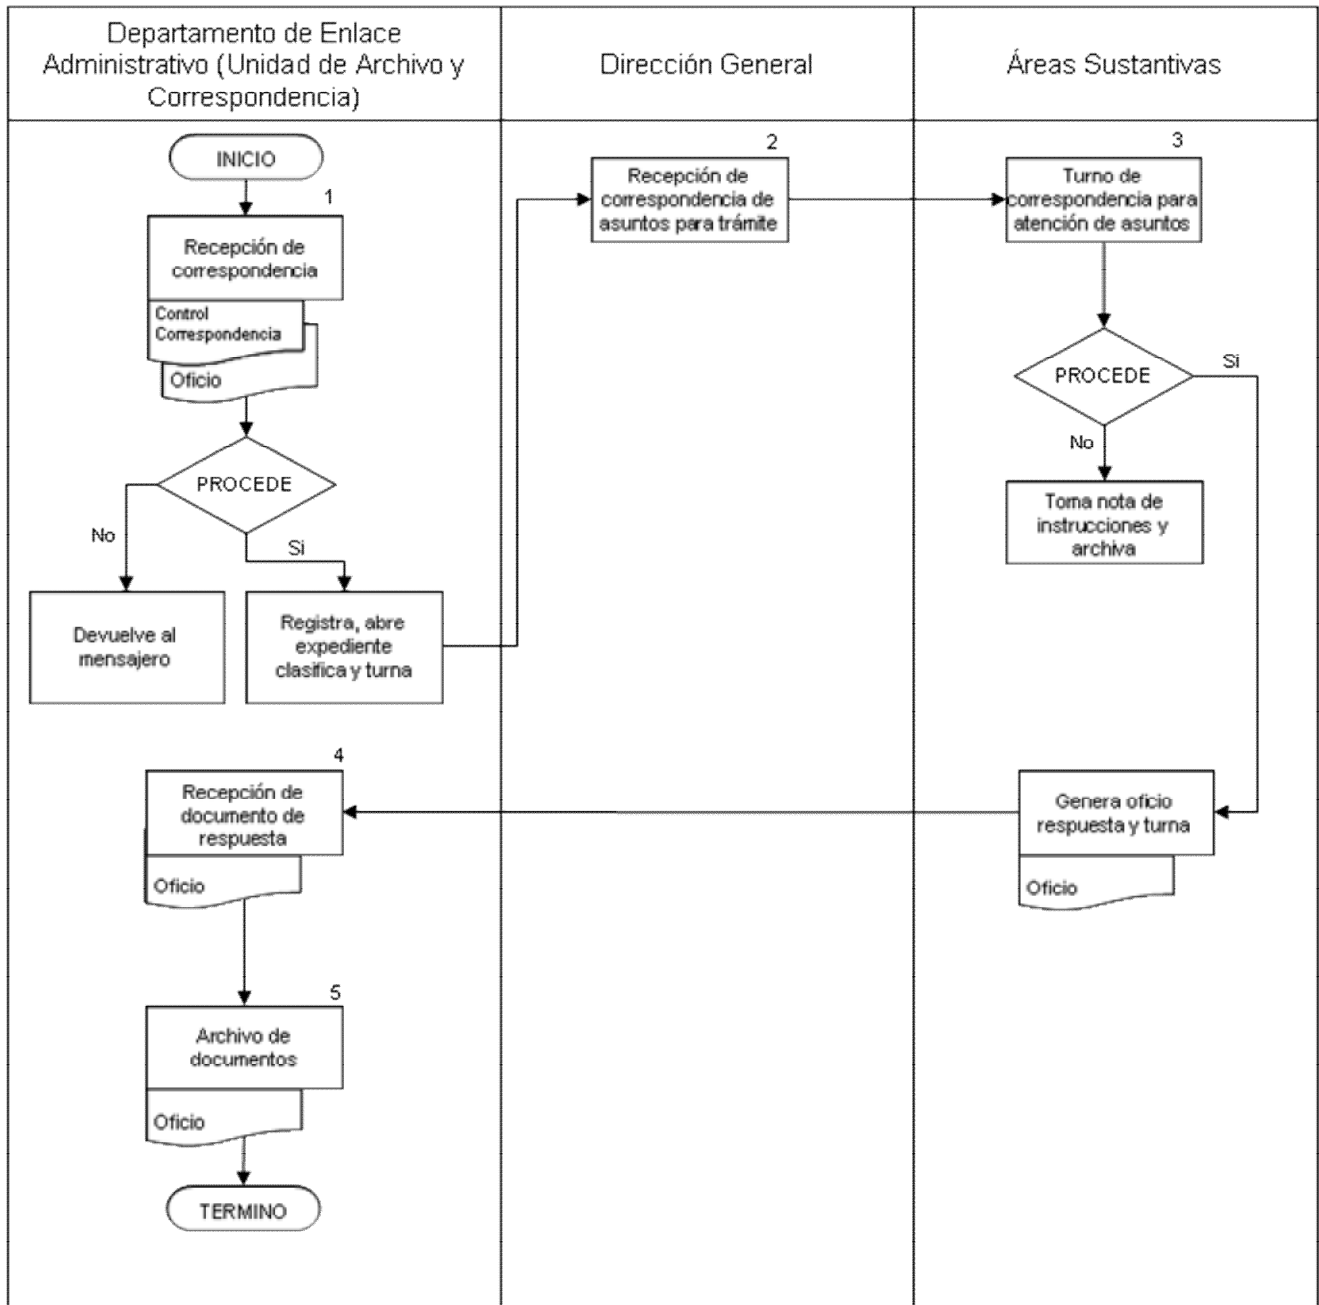 Departamento de Enlace
Administrativo (Unidad de Archivo y
Correspondencia)
Dirección General
Áreas Sustantivas
INICIO
1
Recepción de
correspondencia
Control
Correspondencia
Oficio
PROCEDE
No
Si
Devuelve al
mensajero
Registra, abre
expediente
clasifica y turna
2
Recepción de
correspondencia de
asuntos para trámite
3
Turno de
correspondencia para
atención de asuntos
PROCEDE
Si
No
Toma nota de
instrucciones y
archiva
Genera oficio
respuesta y turna
Oficio
4
Recepción de
documento de
respuesta
Oficio
5
Archivo de
documentos
Oficio
TERMINO